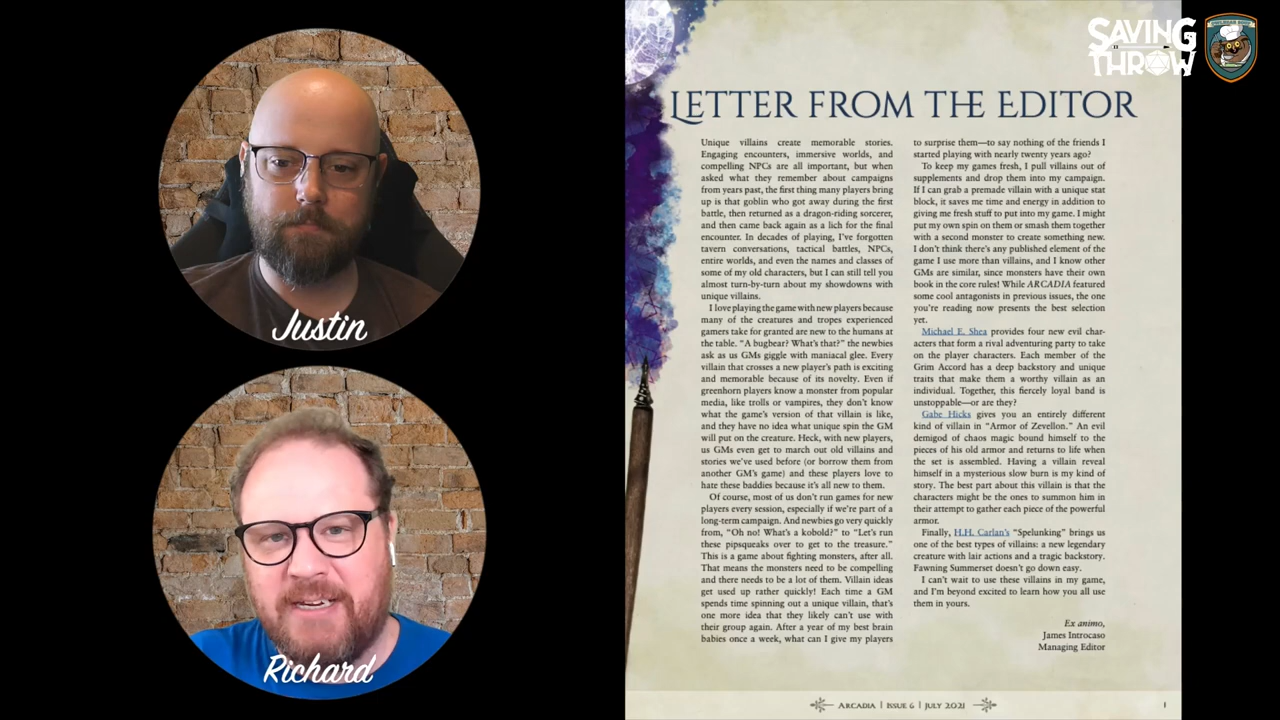 Justin
Richard
SAVING
THROW
LETTER FROM THE EDITOR
Unique villains create memorable stories.
Engaging encounters, immersive worlds, and
compelling NPCs are all important, but when
asked what they remember about campaigns
from years past, the first thing many players bring
up is that goblin who got away during the first
battle, then returned as a dragon-riding sorcerer,
and then came back again as a lich for the final
encounter. In decades of playing, I've forgotten
tavern conversations, tactical battles, NPCs,
entire worlds, and even the names and classes of
some of my old characters, but I can still tell you
almost turn-by-turn about my showdowns with
unique villains.
I love playing the game with new players because
many of the creatures and tropes experienced
gamers take for granted are new to the humans at
the table. "A bugbear? What's that?" the newbies
ask as us GMs giggle with maniacal glee. Every
villain that crosses a new player's path is exciting
and memorable because of its novelty. Even if
greenhorn players know a monster from popular
media, like trolls or vampires, they don't know
what the game's version of that villain is like,
and they have no idea what unique spin the GM
will put on the creature. Heck, with new players,
us GMs even get to march out old villains and
stories we've used before (or borrow them from
another GM's game) and these players love to
hate these baddies because it's all new to them.
Of course, most of us don't run games for new
players every session, especially if we're part of a
long-term campaign. And newbies go very quickly
from, "Oh no! What's a kobold?" to "Let's run
these pipsqueaks over to get to the treasure."
This is a game about fighting monsters, after all.
That means the monsters need to be compelling
and there needs to be a lot of them. Villain ideas
get used up rather quickly! Each time a GM
spends time spinning out a unique villain, that's
one more idea that they likely can't use with
their group again. After a year of my best brain
babies once a week, what can I give my players
to surprise them—to say nothing of the friends I
started playing with nearly twenty years ago?
To keep my games fresh, I pull villains out of
supplements and drop them into my campaign.
If I can grab a premade villain with a unique stat
block, it saves me time and energy in addition to
giving me fresh stuff to put into my game. I might
put my own spin on them or smash them together
with a second monster to create something new.
I don't think there's any published element of the
game I use more than villains, and I know other
GMs are similar, since monsters have their own
book in the core rules! While ARCADIA featured
some cool antagonists in previous issues, the one
you're reading now presents the best selection
yet.
Michael E. Shea provides four new evil char-
acters that form a rival adventuring party to take
on the player characters. Each member of the
Grim Accord has a deep backstory and unique
traits that make them a worthy villain as an
individual. Together, this fiercely loyal band is
unstoppable—or are they?
Gabe Hicks gives you an entirely different
kind of villain in "Armor of Zevellon." An evil
demigod of chaos magic bound himself to the
pieces of his old armor and returns to life when
the set is assembled. Having a villain reveal
himself in a mysterious slow burn is my kind of
story. The best part about this villain is that the
characters might be the ones to summon him in
their attempt to gather each piece of the powerful
armor.
Finally, H.H. Carlan's "Spelunking" brings us
one of the best types of villains: a new legendary
creature with lair actions and a tragic backstory.
Fawning Summerset doesn't go down easy.
I can't wait to use these villains in my game,
and I'm beyond excited to learn how you all use
them in yours.
Ex animo,
James Introcaso
Managing Editor
ARCADIA | ISSUE 6 | JULY 2021
1